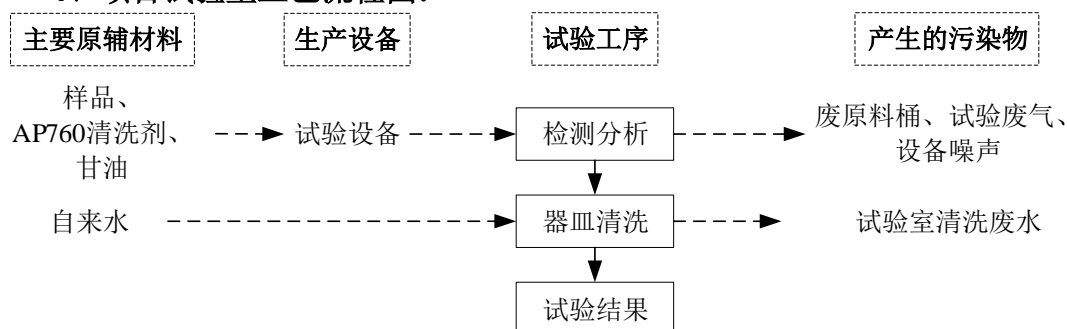 主要原辅材料 生产设备 试验工序 产生的污染物
样品、
AP760清洗剂、
甘油
试验设备
检测分析
废原料桶、试验废气、
设备噪声
自来水
器皿清洗
试验室清洗废水
试验结果